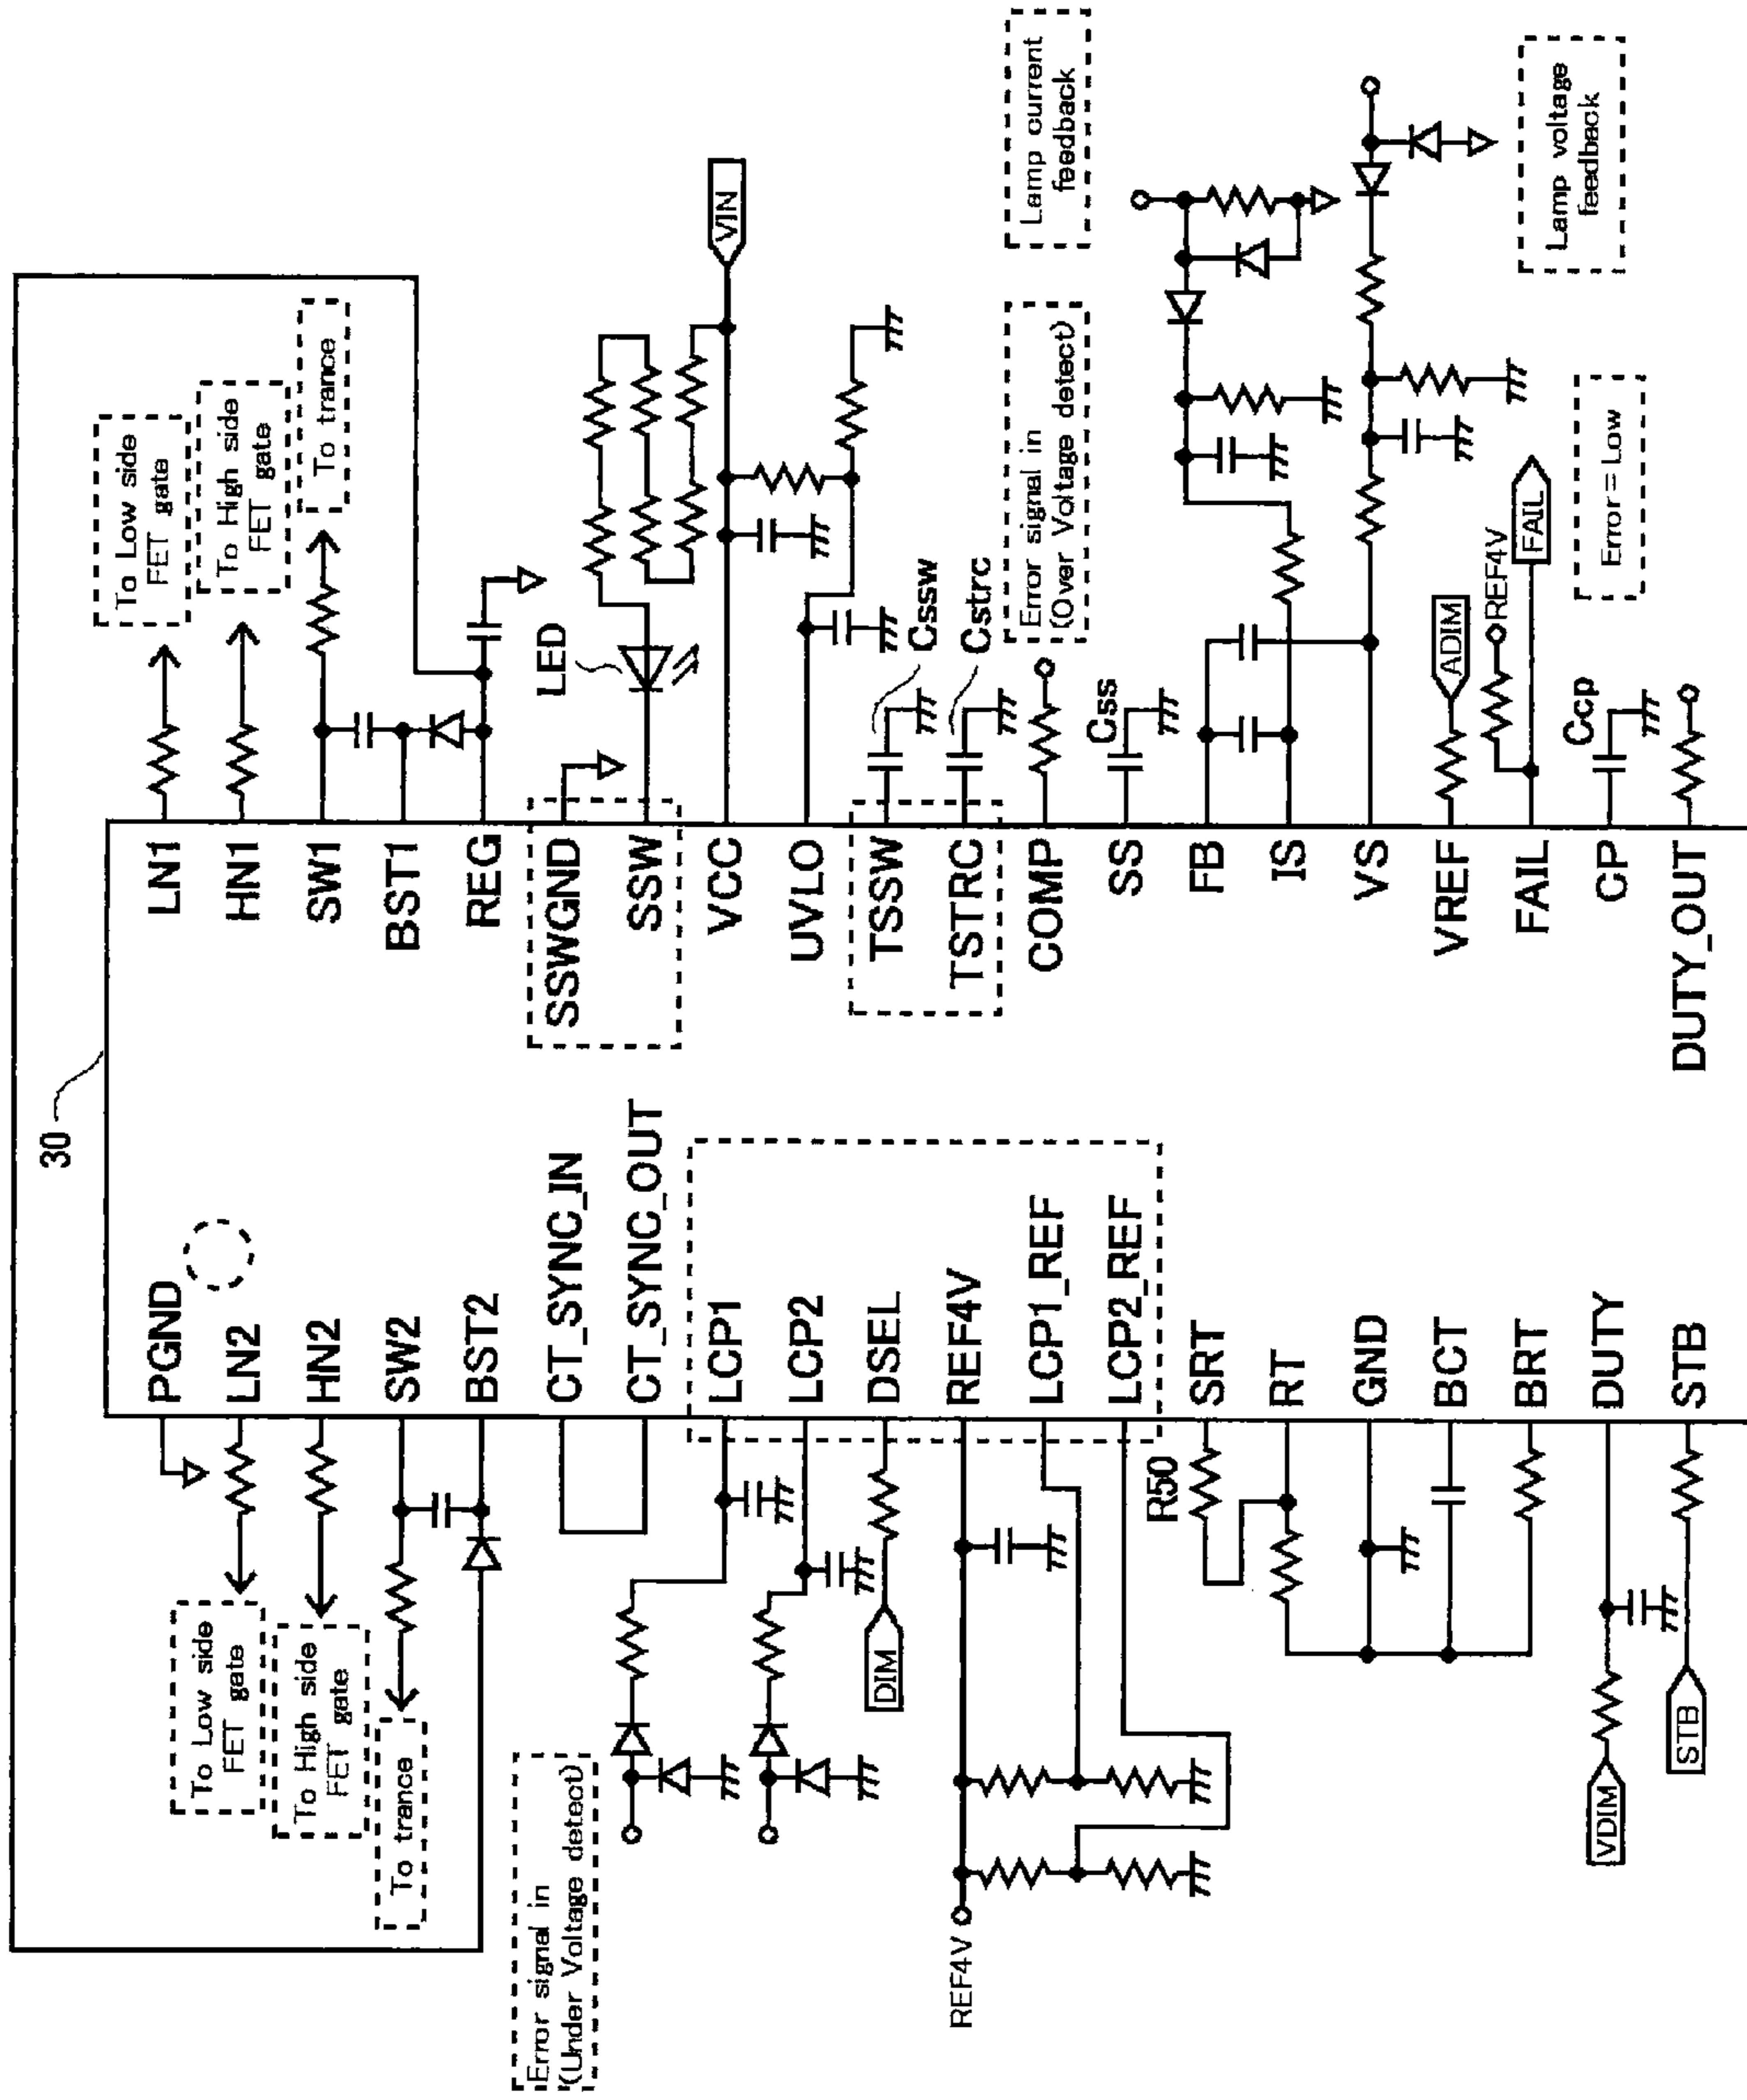 30
PGND
LN2
HN2
SW2
BST2
CT_SYNC_IN
CT_SYNC_OUT
LCP1
LCP2
DSEL
REF4V
LCP1_REF
LCP2_REF
SRT
RT
GND
BCT
BRT
DUTY
STB
LN1
HN1
SW1
BST1
REG
SSWGND
SSW
VCC
UVLO
TSSW
TSTRC
COMP
SS
FB
IS
VS
VREF
FAIL
CP
DUTY_OUT
To Low side
FET gate
To High side
FET gate
To trance
Error signal in
(Under Voltage detect)
DIM
REF4V
R50
VDIM
STB
To Low side
FET gate
To High side
FET gate
To trance
LED
VIN
Cssw
Cstrc
Error signal in
(Over Voltage detect)
Lamp current
feedback
Css
Lamp voltage
feedback
ADIM
REF4V
FAIL
Error=Low
Ccp